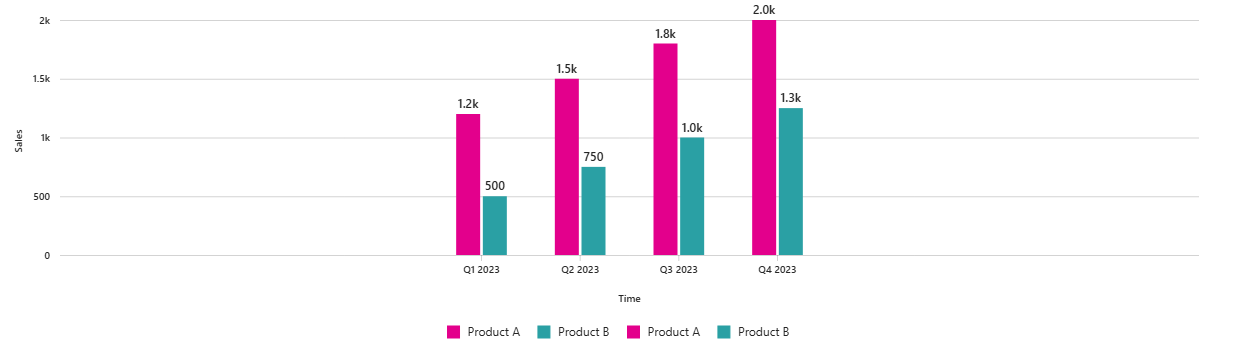 2.0k
2k
1.8k
1.5k
1.5k
1.2k
1.3k
Sales
1k
1.0k
750
500
500
0
Q1 2023 Q2 2023 Q3 2023 Q4 2023
Time
Product A Product B Product A Product B